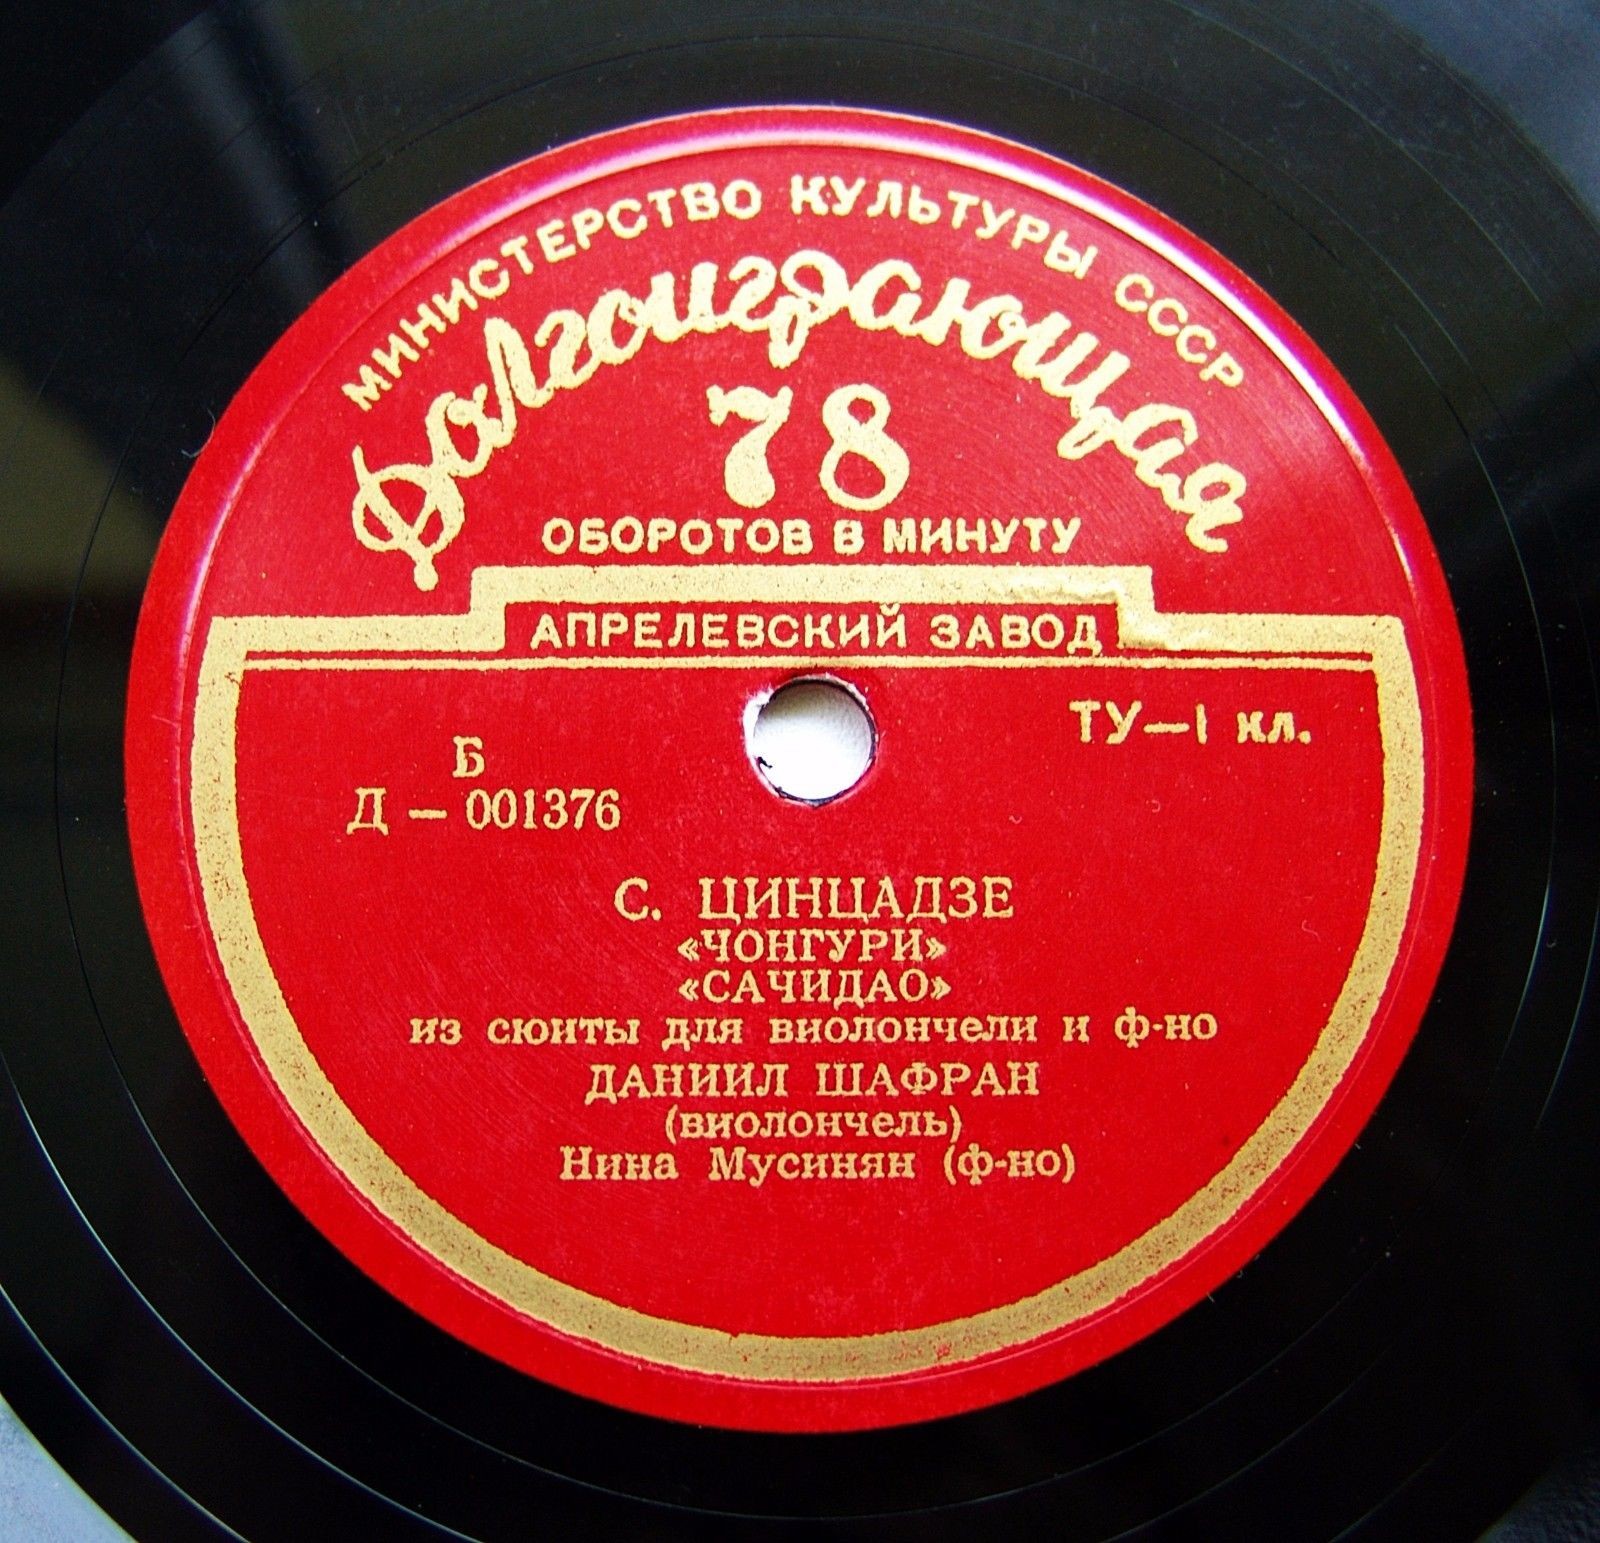 МИНИСТЕРСТВО КУЛЬТУРЫ СССР
Долгоиграющая
78
ОБОРОТОВ В МИНУТУ
АПРЕЛЕВСКИЙ ЗАВОД
ТУ—1 кл.
Б
Д — 001376
С. ЦИНЦАДЗЕ
«ЧОНГУРИ»
«САЧИДАО»
из сюиты для виолончели и ф-но
ДАНИИЛ ШАФРАН
(виолончель)
Нина Мусинян (ф-но)